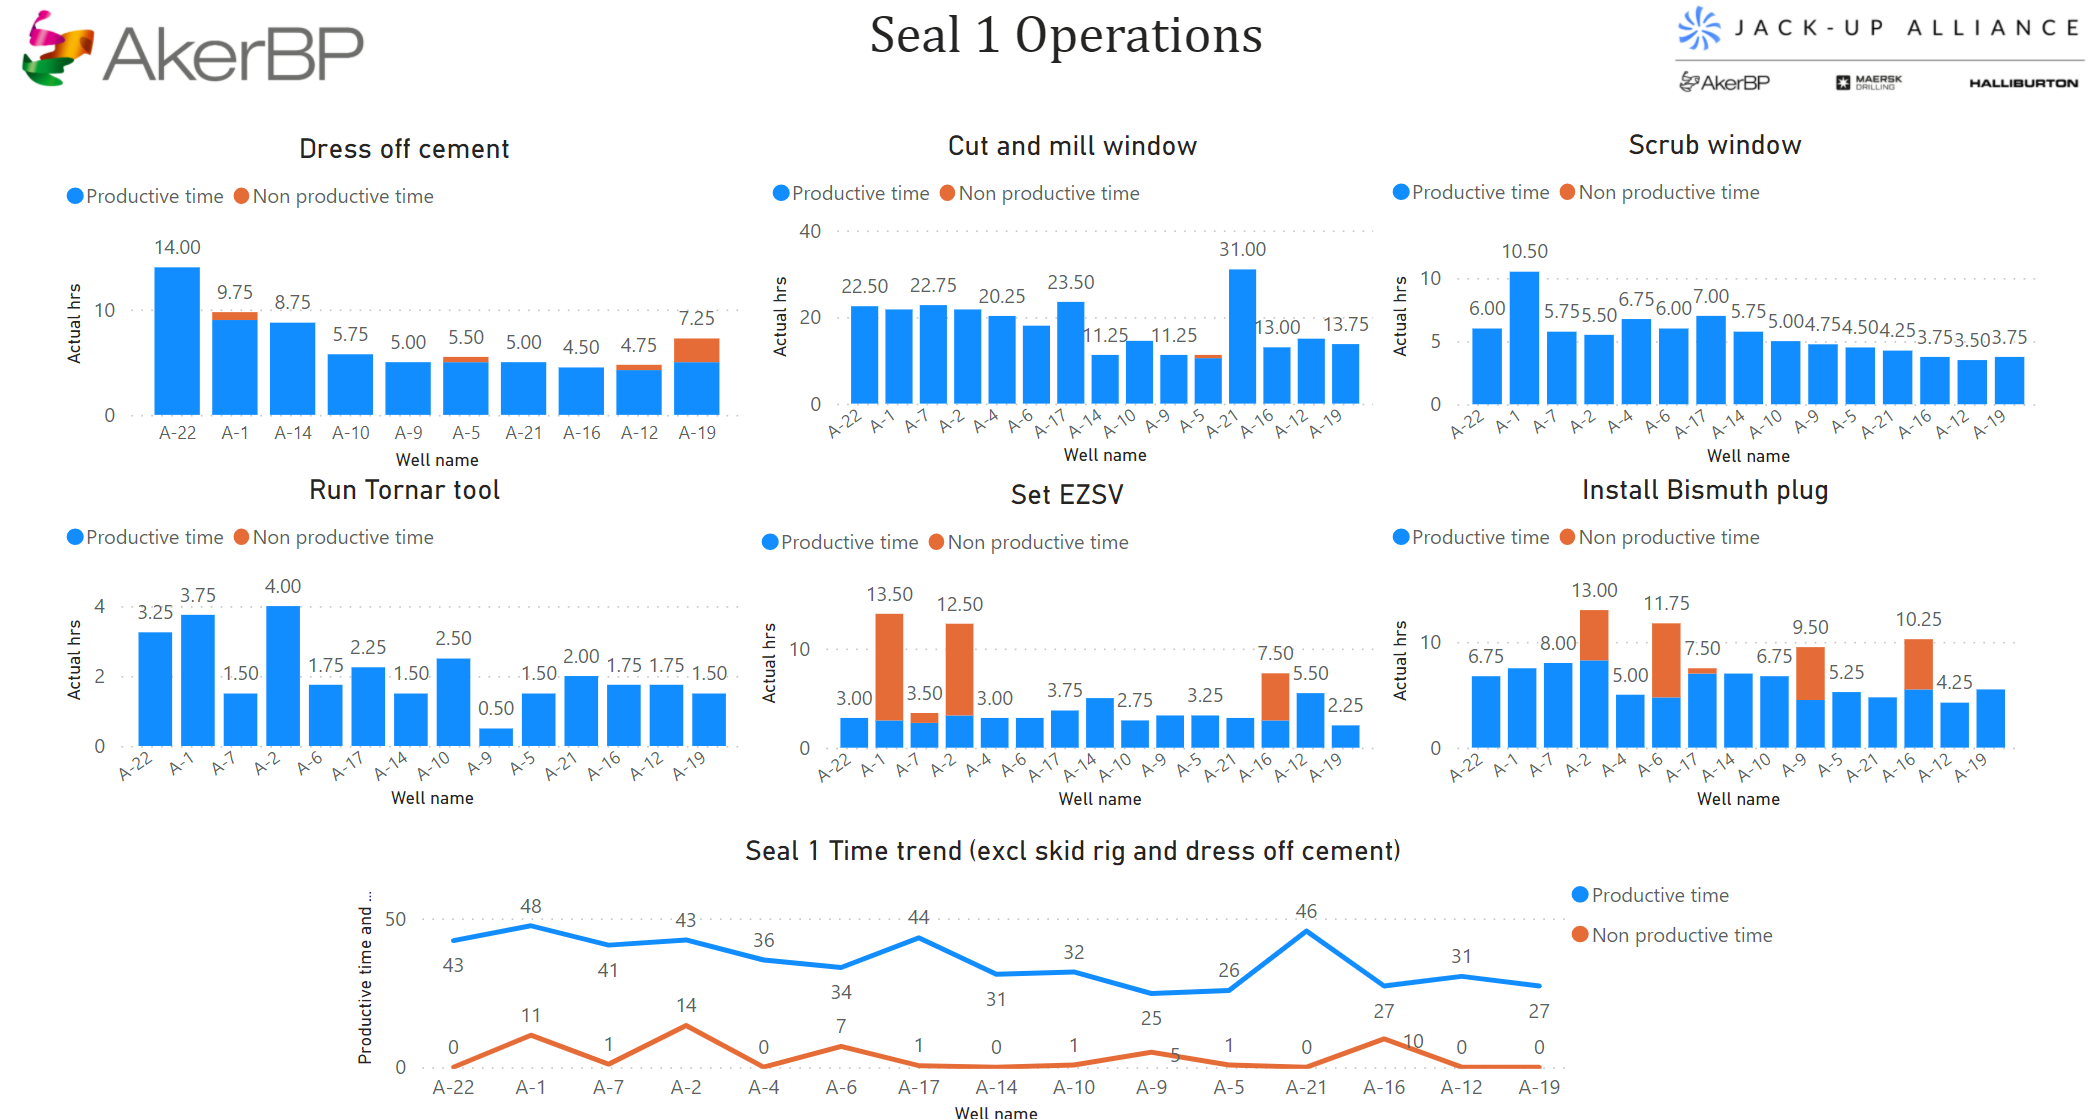 AkerBP
Seal 1 Operations
JACK-UP ALLIANCE
AkerBP
MAERSK
DRILLING
HALLIBURTON
Dress off cement
Productive time
Non productive time
Actual hrs
10
0
14.00
9.75
8.75
5.75
5.00
5.50
5.00
4.50
4.75
7.25
A-22 A-1 A-14 A-10 A-9 A-5 A-21 A-16 A-12 A-19
Well name
Cut and mill window
Productive time
Non productive time
Actual hrs
40
20
0
22.50
22.75
20.25
23.50
11.25
11.25
31.00
13.00
13.75
A-22 A-1 A-7 A-2 A-4 A-6 A-17 A-14 A-10 A-9 A-5 A-21 A-16 A-12 A-19
Well name
Scrub window
Productive time
Non productive time
Actual hrs
10
5
0
6.00
10.50
5.75
5.50
6.75
6.00
7.00
5.75
5.00
4.75
4.50
4.25
3.75
3.50
3.75
A-22 A-1 A-7 A-2 A-4 A-6 A-17 A-14 A-10 A-9 A-5 A-21 A-16 A-12 A-19
Well name
Run Tornar tool
Productive time
Non productive time
Actual hrs
4
2
0
3.25
3.75
1.50
4.00
1.75
2.25
1.50
2.50
0.50
1.50
2.00
1.75
1.75
1.50
A-22 A-1 A-7 A-2 A-6 A-17 A-14 A-10 A-9 A-5 A-21 A-16 A-12 A-19
Well name
Set EZSV
Productive time
Non productive time
Actual hrs
10
0
3.00
13.50
3.50
12.50
3.00
3.75
2.75
3.25
7.50
5.50
2.25
A-22 A-1 A-7 A-2 A-4 A-6 A-17 A-14 A-10 A-9 A-5 A-21 A-16 A-12 A-19
Well name
Install Bismuth plug
Productive time
Non productive time
Actual hrs
10
0
6.75
8.00
13.00
5.00
11.75
7.50
6.75
9.50
5.25
10.25
4.25
A-22 A-1 A-7 A-2 A-4 A-6 A-17 A-14 A-10 A-9 A-5 A-21 A-16 A-12 A-19
Well name
Seal 1 Time trend (excl skid rig and dress off cement)
Productive time
Non productive time
Productive time and ...
50
0
43
48
41
43
36
34
44
31
32
25
26
46
27
31
27
0
11
1
14
0
7
1
0
1
5
1
0
10
0
0
A-22 A-1 A-7 A-2 A-4 A-6 A-17 A-14 A-10 A-9 A-5 A-21 A-16 A-12 A-19
Well name